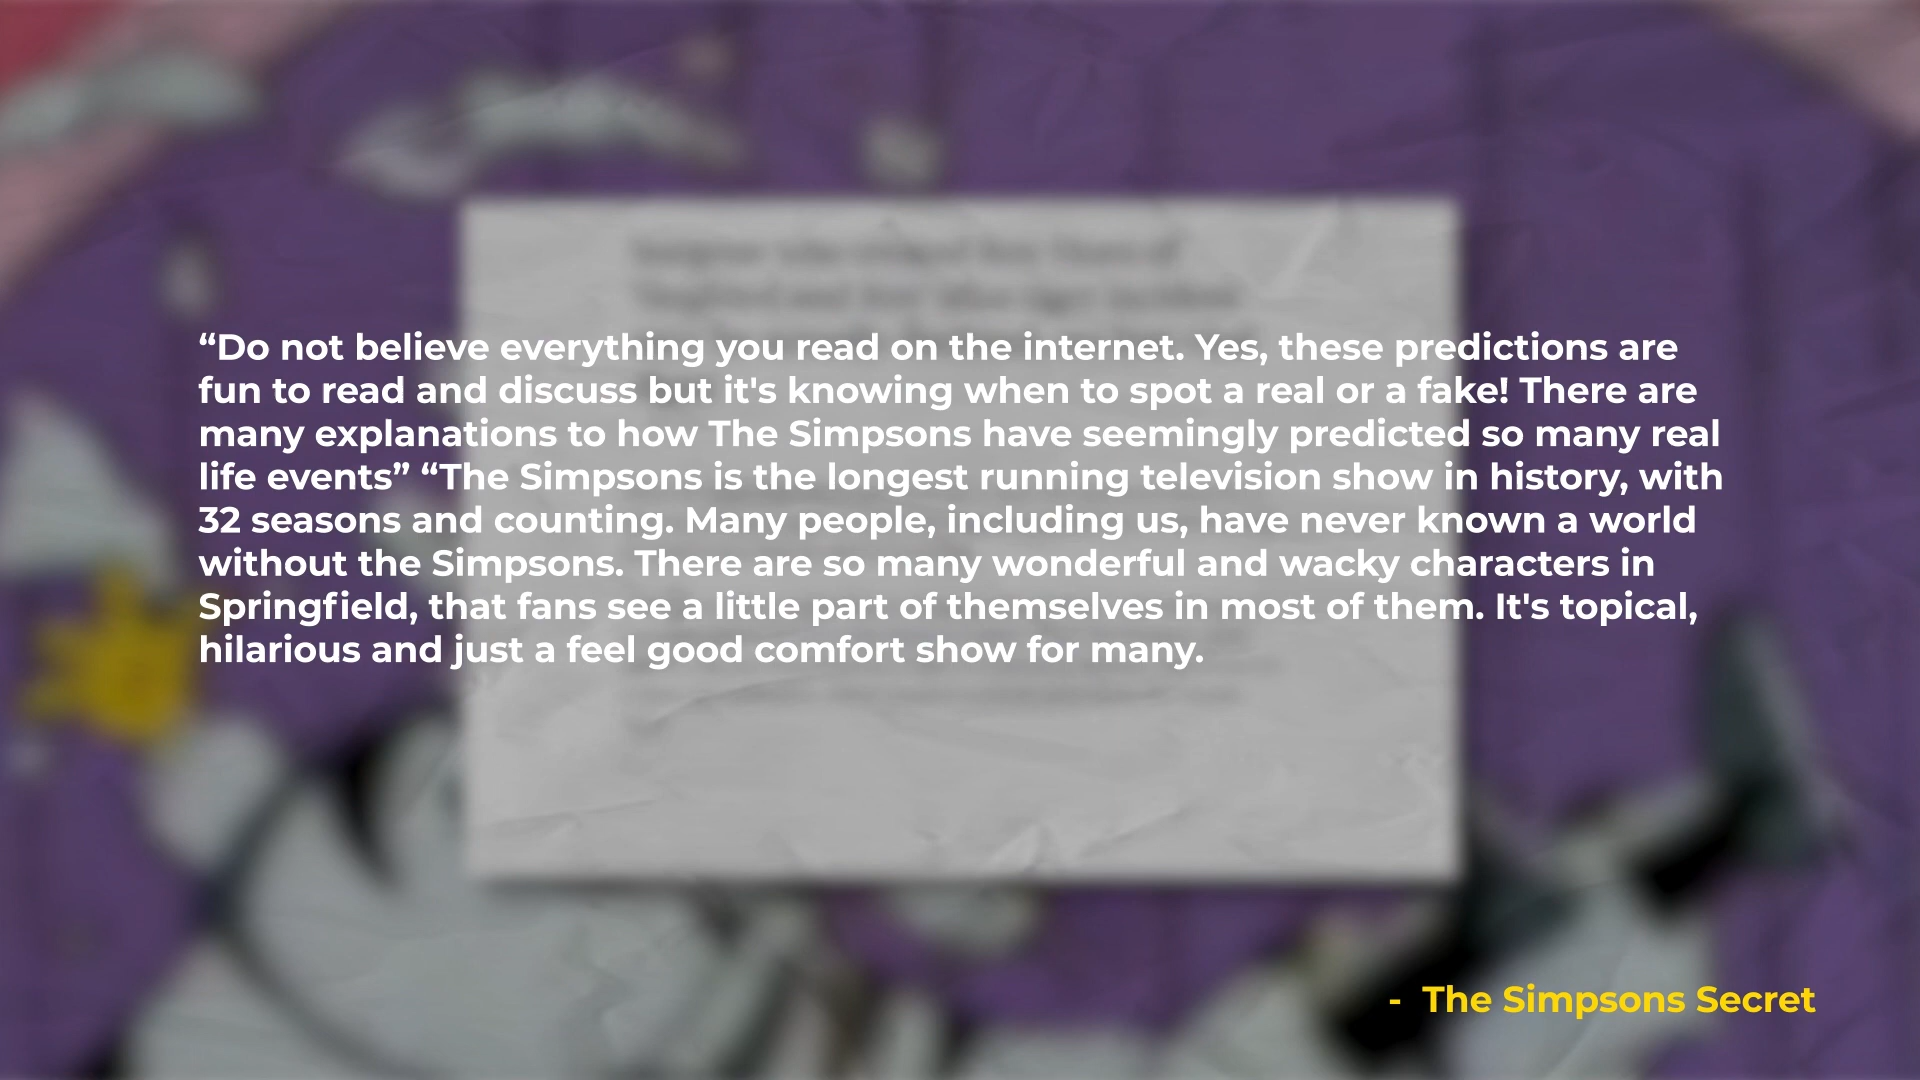 “Do not believe everything you read on the internet. Yes, these predictions are
fun to read and discuss but it's knowing when to spot a real or a fake! There are
many explanations to how The Simpsons have seemingly predicted so many real
life events” “The Simpsons is the longest running television show in history, with
32 seasons and counting. Many people, including us, have never known a world
without the Simpsons. There are so many wonderful and wacky characters in
Springfield, that fans see a little part of themselves in most of them. It's topical,
hilarious and just a feel good comfort show for many.
- The Simpsons Secret